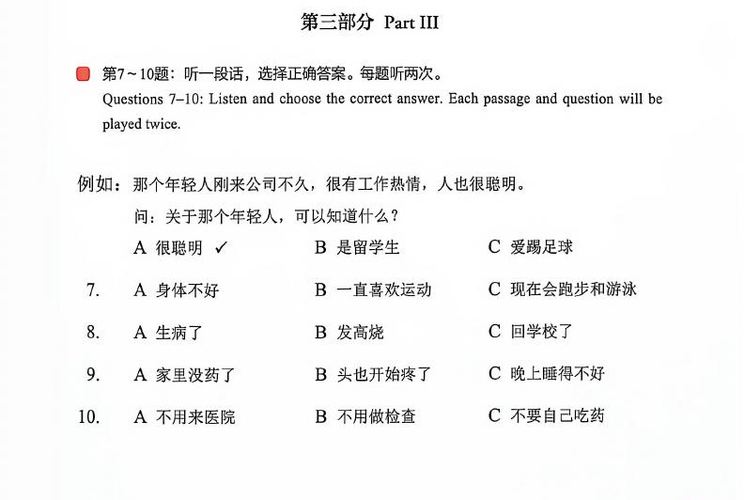 第三部分 Part III
第7～10题：听一段话，选择正确答案。每题听两次。
Questions 7–10: Listen and choose the correct answer. Each passage and question will be
played twice.
例如：那个年轻人刚来公司不久，很有工作热情，人也很聪明。
问：关于那个年轻人，可以知道什么？
A 很聪明 ✓ B 是留学生 C 爱踢足球
7. A 身体不好 B 一直喜欢运动 C 现在会跑步和游泳
8. A 生病了 B 发高烧 C 回学校了
9. A 家里没药了 B 头也开始疼了 C 晚上睡得不好
10. A 不用来医院 B 不用做检查 C 不要自己吃药